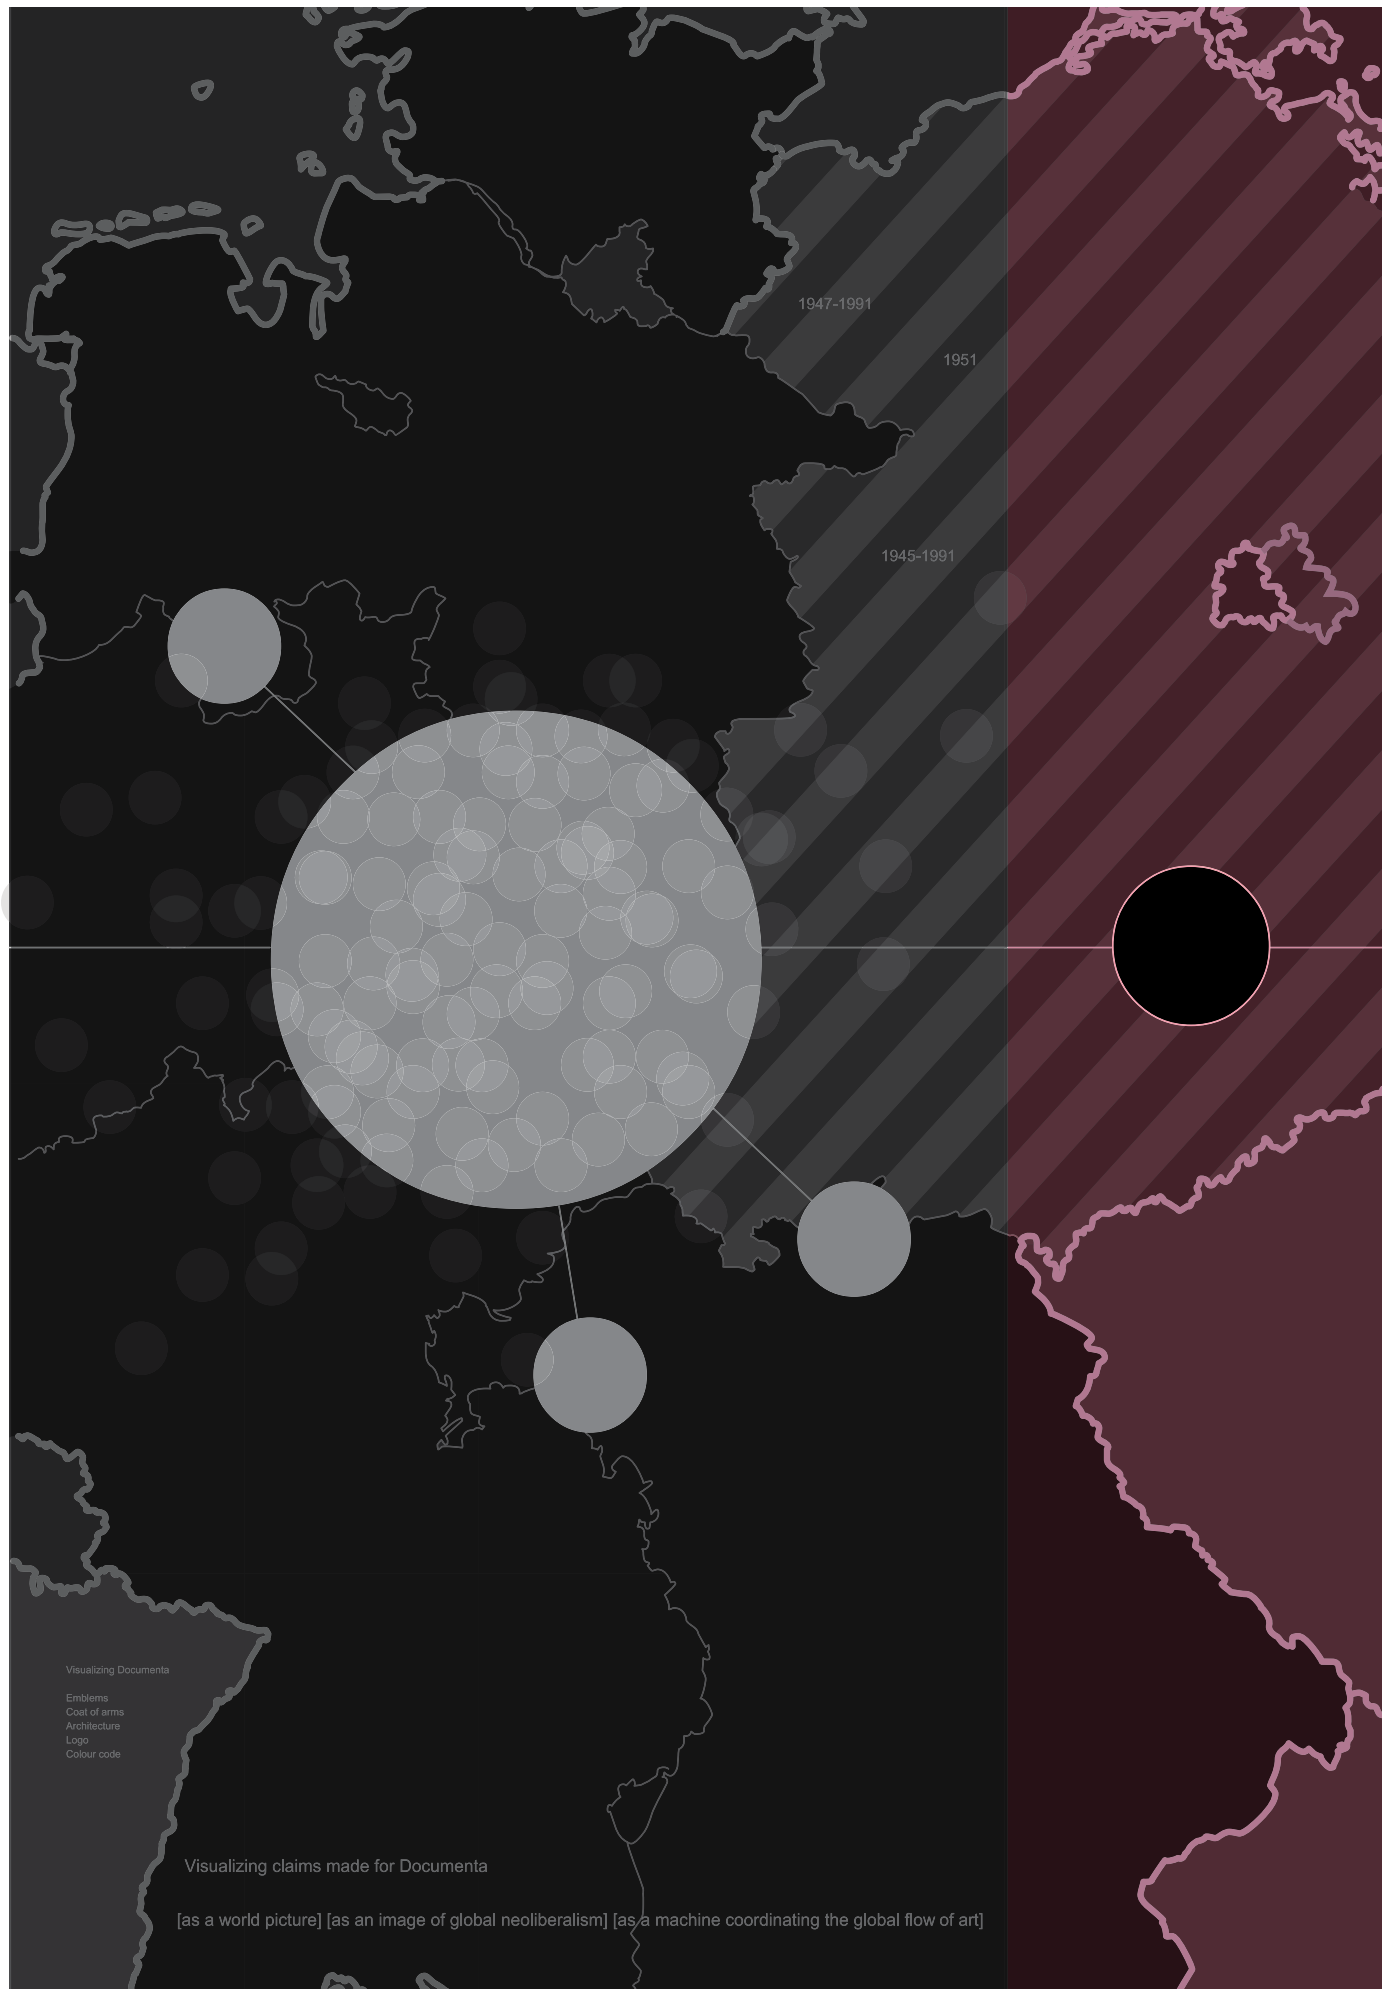 1947-1991
1951
1945-1991
Visualizing Documenta
Emblems
Coat of arms
Architecture
Logo
Colour code
Visualizing claims made for Documenta
[as a world picture] [as an image of global neoliberalism] [as a machine coordinating the global flow of art]